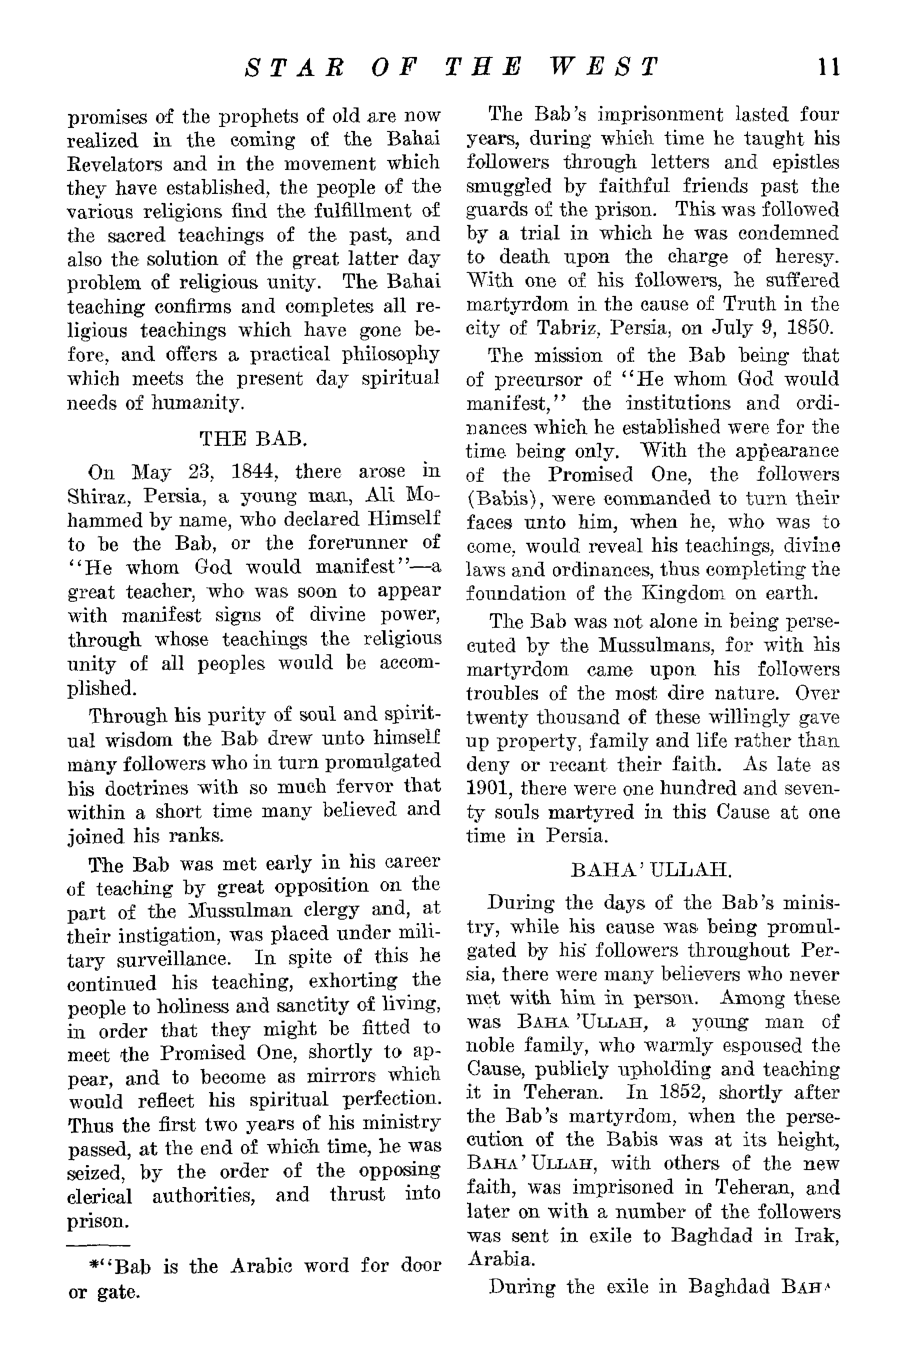 STAR OF THE WEST 11
promises of the prophets of old are now
realized in the coming of the Bahai
Revelators and in the movement which
they have established, the people of the
various religions find the fulfillment of
the sacred teachings of the past, and
also the solution of the great latter day
problem of religious unity. The Bahai
teaching confirms and completes all re-
ligious teachings which have gone be-
fore, and offers a practical philosophy
which meets the present day spiritual
needs of humanity.
THE BAB.
On May 23, 1844, there arose in
Shiraz, Persia, a young man, Ali Mo-
hammed by name, who declared Himself
to be the Bab, or the forerunner of
"He whom God would manifest"—a
great teacher, who was soon to appear
with manifest signs of divine power,
through whose teachings the religious
unity of all peoples would be accom-
plished.
Through his purity of soul and spirit-
ual wisdom the Bab drew unto himself
many followers who in turn promulgated
his doctrines with so much fervor that
within a short time many believed and
joined his ranks.
The Bab was met early in his career
of teaching by great opposition on the
part of the Mussulman clergy and, at
their instigation, was placed under mili-
tary surveillance. In spite of this he
continued his teaching, exhorting the
people to holiness and sanctity of living,
in order that they might be fitted to
meet the Promised One, shortly to ap-
pear, and to become as mirrors which
would reflect his spiritual perfection.
Thus the first two years of his ministry
passed, at the end of which time, he was
seized, by the order of the opposing
clerical authorities, and thrust into
prison.
*"Bab is the Arabic word for door
or gate.
The Bab's imprisonment lasted four
years, during which time he taught his
followers through letters and epistles
smuggled by faithful friends past the
guards of the prison. This was followed
by a trial in which he was condemned
to death upon the charge of heresy.
With one of his followers, he suffered
martyrdom in the cause of Truth in the
city of Tabriz, Persia, on July 9, 1850.
The mission of the Bab being that
of precursor of "He whom God would
manifest," the institutions and ordi-
nances which he established were for the
time being only. With the appearance
of the Promised One, the followers
(Babis), were commanded to turn their
faces unto him, when he, who was to
come, would reveal his teachings, divine
laws and ordinances, thus completing the
foundation of the Kingdom on earth.
The Bab was not alone in being perse-
cuted by the Mussulmans, for with his
martyrdom came upon his followers
troubles of the most dire nature. Over
twenty thousand of these willingly gave
up property, family and life rather than
deny or recant their faith. As late as
1901, there were one hundred and seven-
ty souls martyred in this Cause at one
time in Persia.
BAHA' ULLAH.
During the days of the Bab's minis-
try, while his cause was being promul-
gated by his followers throughout Per-
sia, there were many believers who never
met with him in person. Among these
was BAHA 'ULLAH, a young man of
noble family, who warmly espoused the
Cause, publicly upholding and teaching
it in Teheran. In 1852, shortly after
the Bab's martyrdom, when the perse-
cution of the Babis was at its height,
BAHA' ULLAH, with others of the new
faith, was imprisoned in Teheran, and
later on with a number of the followers
was sent in exile to Baghdad in Irak,
Arabia.
During the exile in Baghdad BAHA